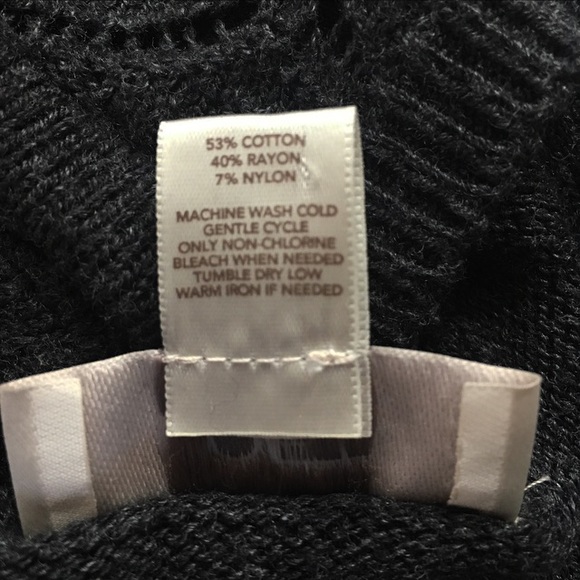 53% COTTON
40% RAYON
7% NYLON
MACHINE WASH COLD
GENTLE CYCLE
ONLY NON-CHLORINE
BLEACH WHEN NEEDED
TUMBLE DRY LOW
WARM IRON IF NEEDED